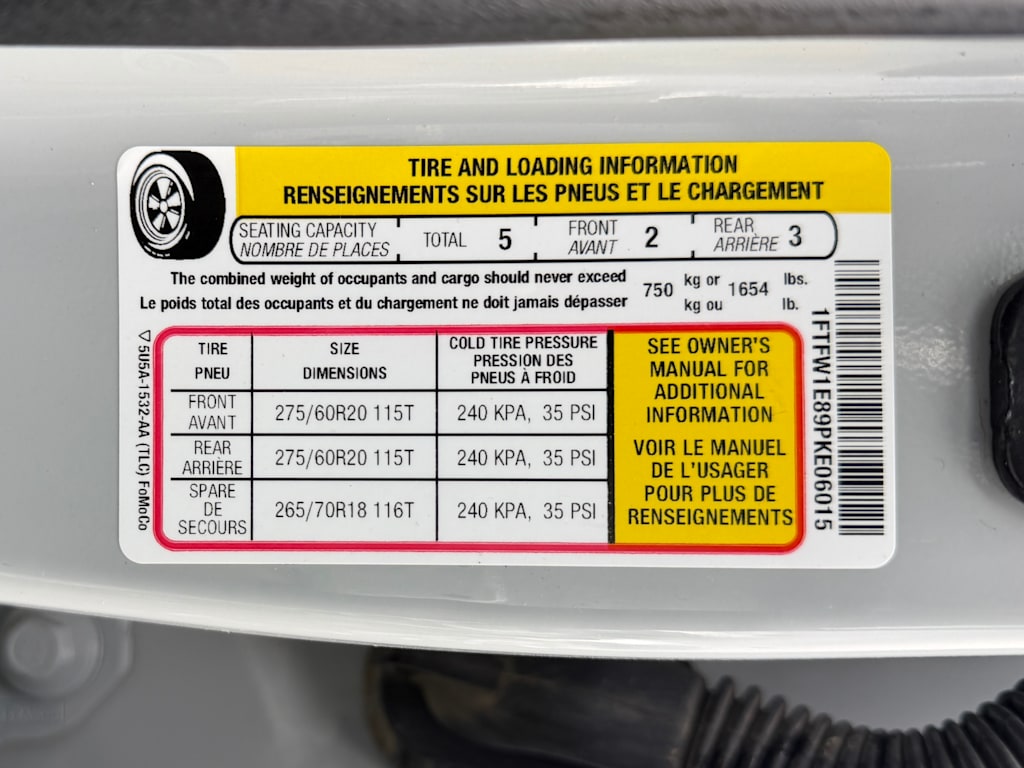 TIRE AND LOADING INFORMATION
RENSEIGNEMENTS SUR LES PNEUS ET LE CHARGEMENT
SEATING CAPACITY
NOMBRE DE PLACES
TOTAL 5
FRONT
AVANT
2
REAR
ARRIÈRE
3
The combined weight of occupants and cargo should never exceed
Le poids total des occupants et du chargement ne doit jamais dépasser
750
kg or
kg ou
1654
lbs.
lb.
TIRE
PNEU
SIZE
DIMENSIONS
COLD TIRE PRESSURE
PRESSION DES
PNEUS À FROID
FRONT
AVANT
275/60R20 115T
240 KPA, 35 PSI
REAR
ARRIÈRE
275/60R20 115T
240 KPA, 35 PSI
SPARE
DE
SECOURS
265/70R18 116T
240 KPA, 35 PSI
SEE OWNER'S
MANUAL FOR
ADDITIONAL
INFORMATION
VOIR LE MANUEL
DE L'USAGER
POUR PLUS DE
RENSEIGNEMENTS
5U5A-1532-AA (TLC) FoMoCo
1FTFW1E89PKE06015